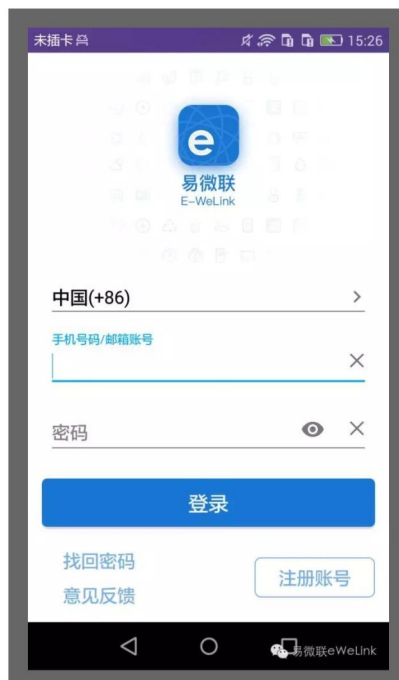 未插卡 15:26
e
易微联
E-WeLink
中国(+86)
手机号码/邮箱账号
密码
登录
找回密码
注册账号
意见反馈
易微联eWeLink